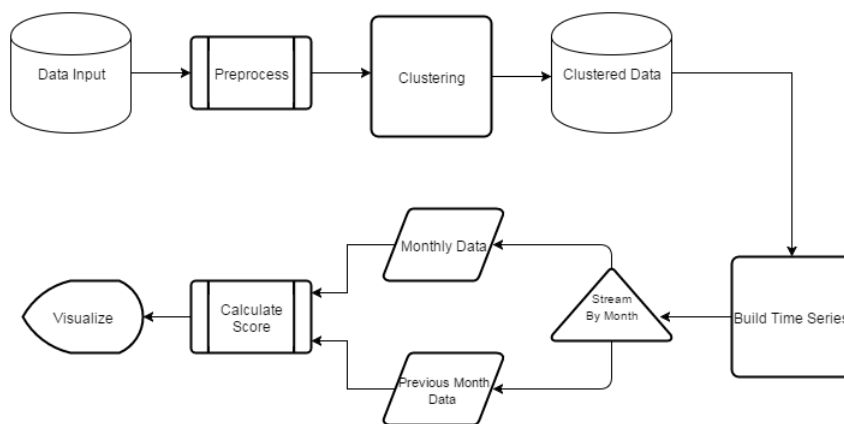 Data Input
Preprocess
Clustering
Clustered Data
Build Time Series
Stream
By Month
Monthly Data
Previous Month
Data
Calculate
Score
Visualize